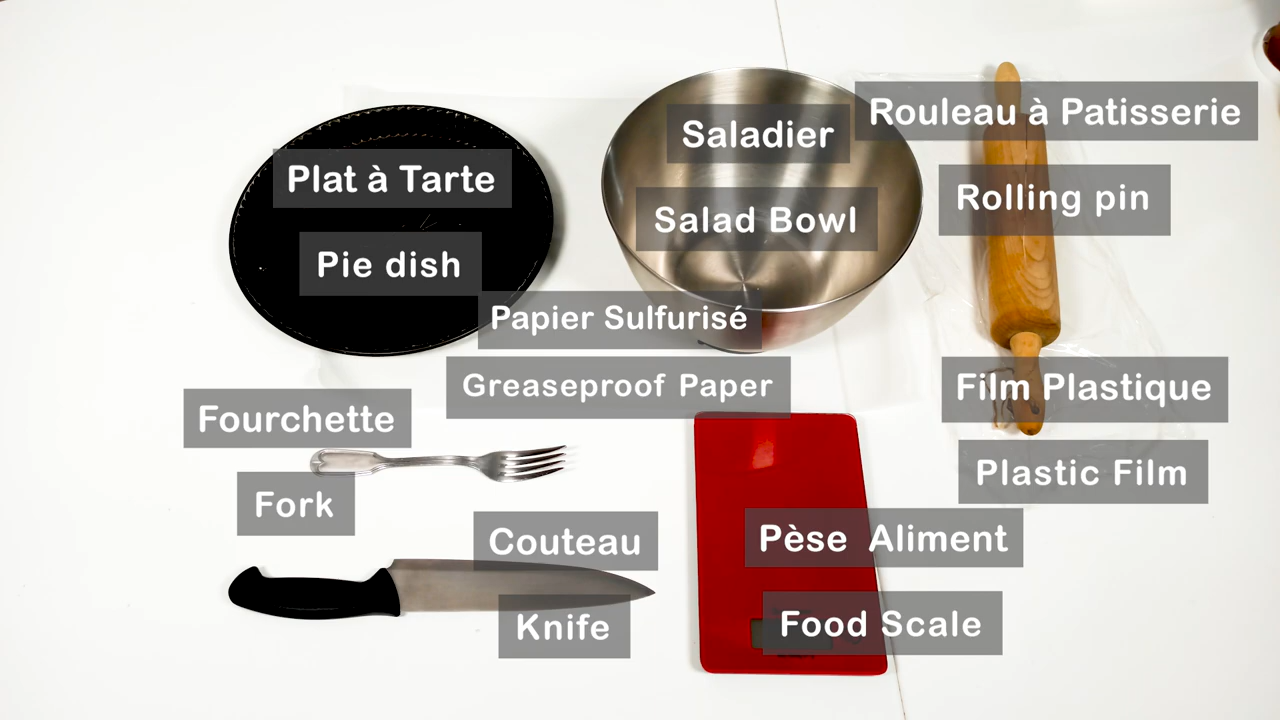 Plat à Tarte
Pie dish
Saladier
Salad Bowl
Rouleau à Patisserie
Rolling pin
Papier Sulfurisé
Greaseproof Paper
Film Plastique
Plastic Film
Fourchette
Fork
Couteau
Knife
Pèse Aliment
Food Scale